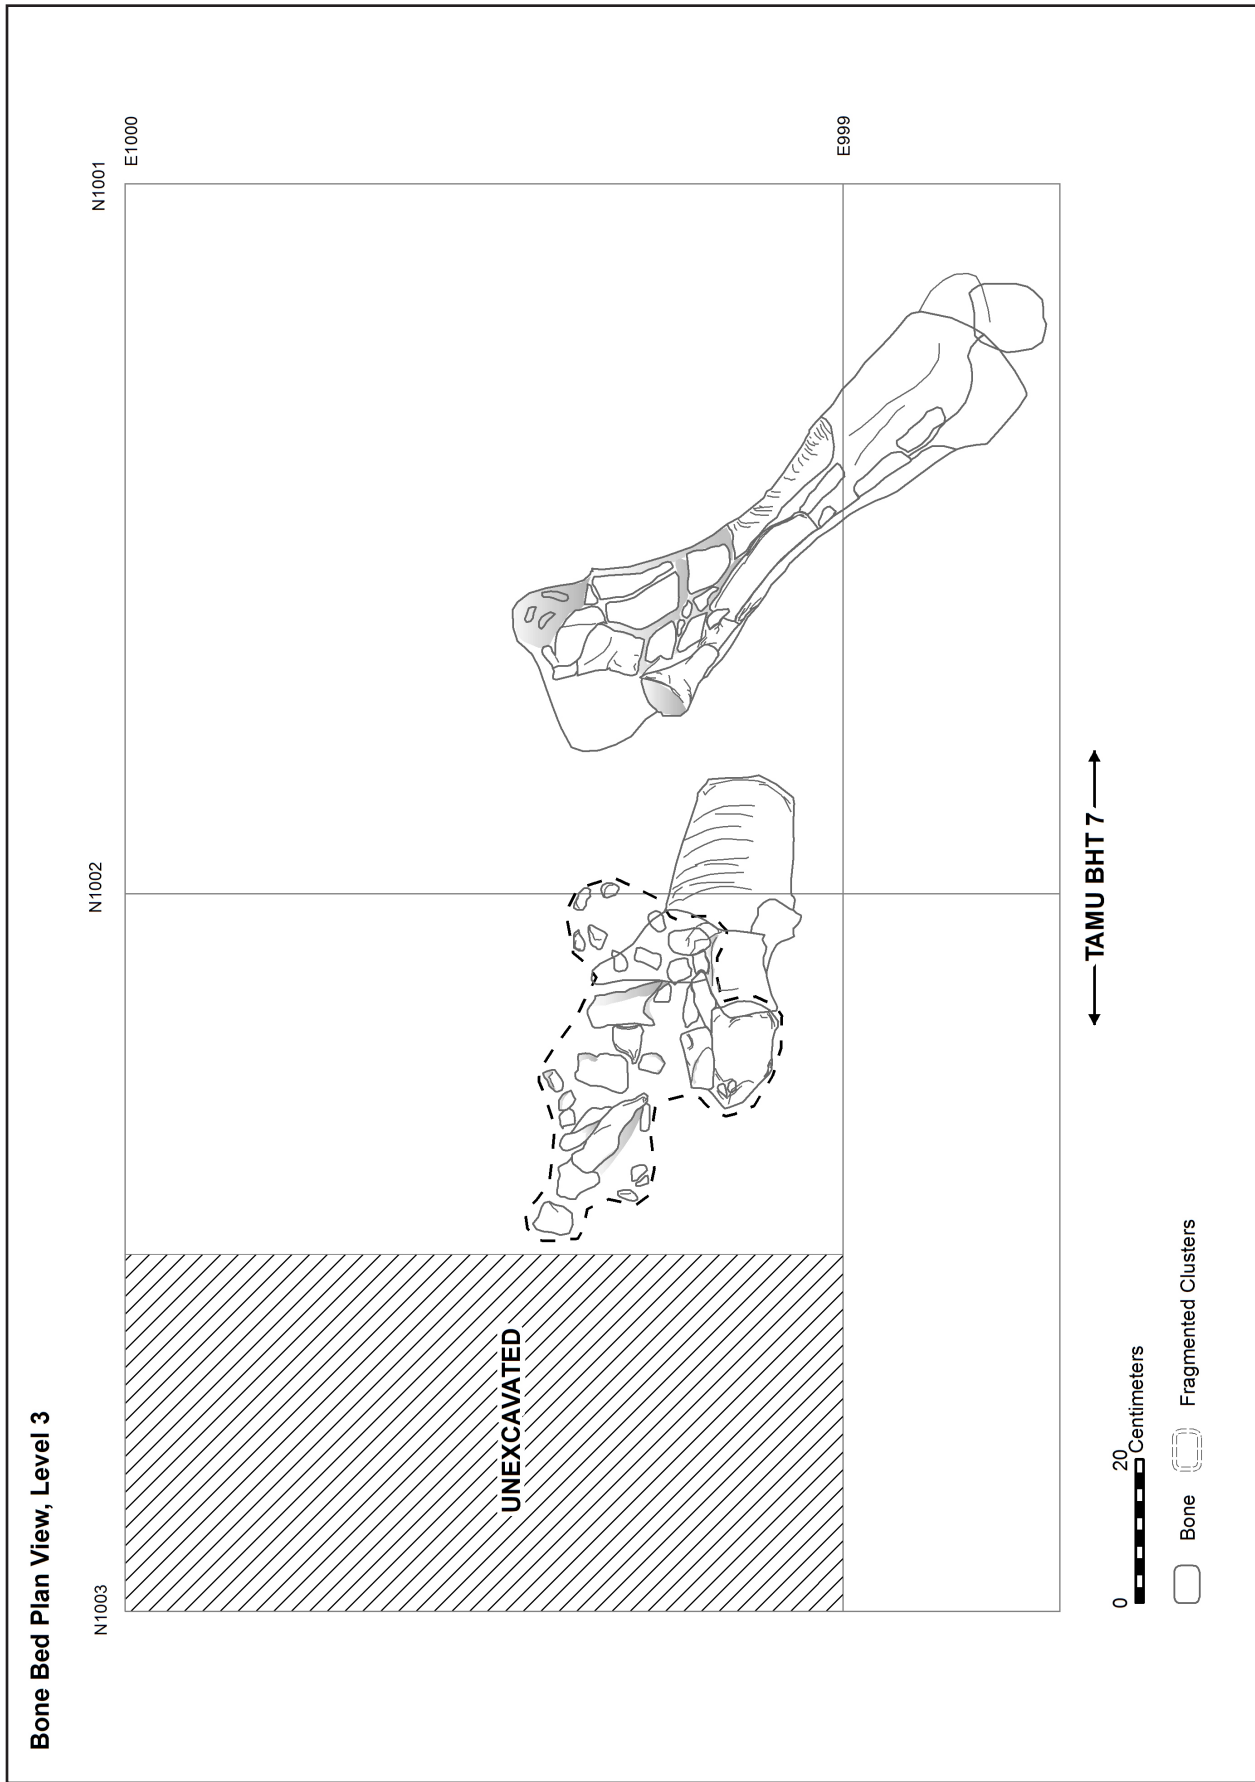 Bone Bed Plan View, Level 3
N1003
N1002
N1001
E1000
E999
UNEXCAVATED
TAMU BHT 7
0
20
Centimeters
Bone
Fragmented Clusters